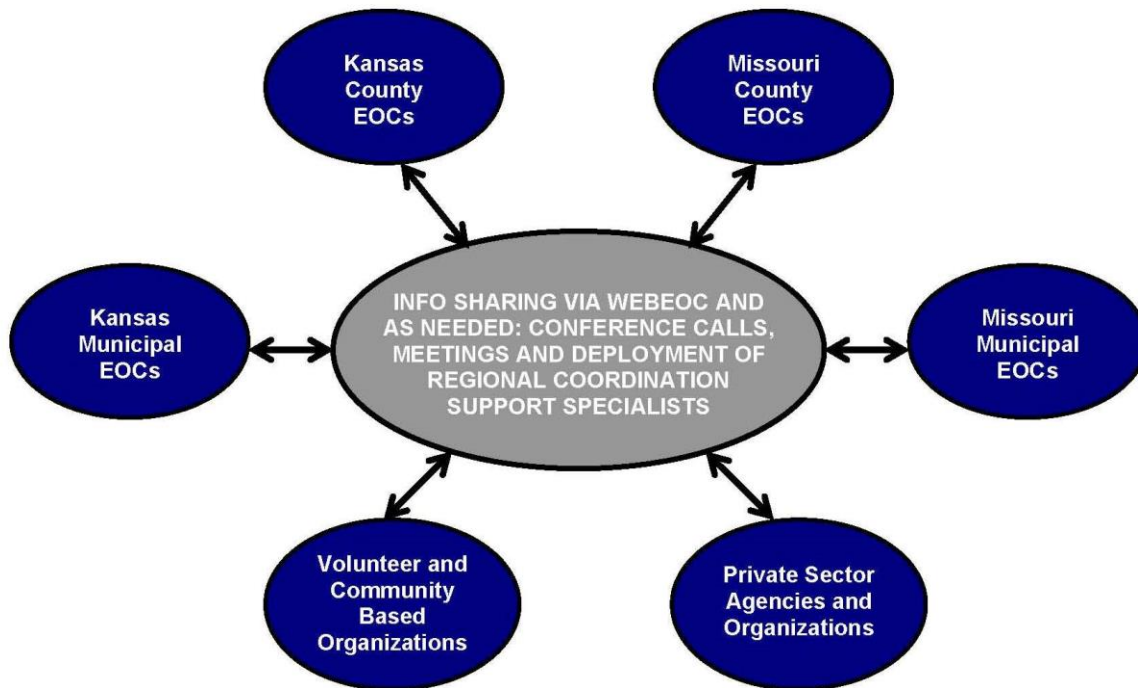 Kansas
County
EOCs
Missouri
County
EOCs
Kansas
Municipal
EOCs
INFO SHARING VIA WEBEOC AND
AS NEEDED: CONFERENCE CALLS,
MEETINGS AND DEPLOYMENT OF
REGIONAL COORDINATION
SUPPORT SPECIALISTS
Missouri
Municipal
EOCs
Volunteer and
Community
Based
Organizations
Private Sector
Agencies and
Organizations